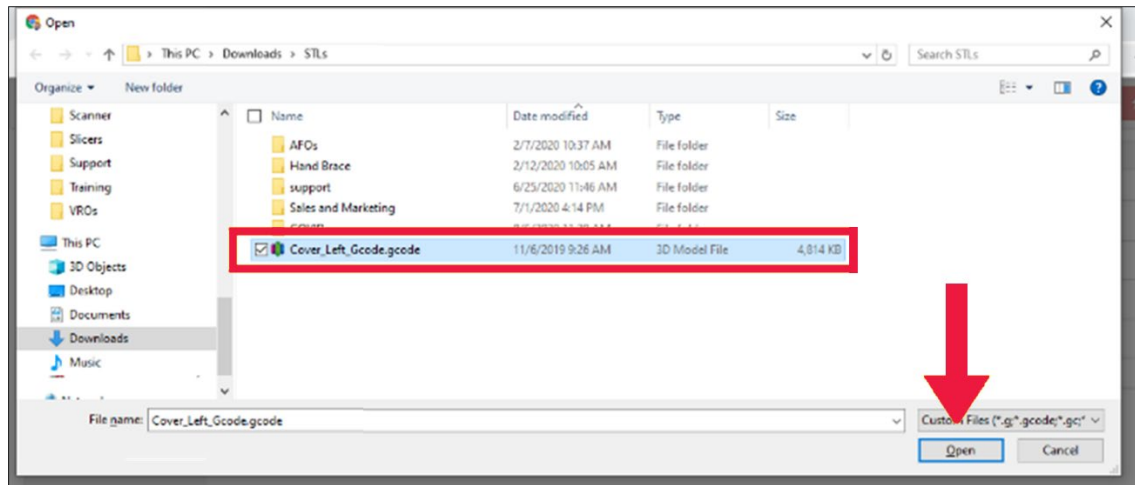 Open
This PC > Downloads > STLs
Search STLs
Organize
New folder
Scanner
Slicers
Support
Training
VROs
This PC
3D Objects
Desktop
Documents
Downloads
Music
Name Date modified Type Size
AFOs 2/7/2020 10:37 AM File folder
Hand Brace 2/12/2020 10:05 AM File folder
support 6/25/2020 11:46 AM File folder
Sales and Marketing 7/1/2020 4:14 PM File folder
Cover_Left_Gcode.gcode 11/6/2019 9:26 AM 3D Model File 4,814 KB
File name: Cover_Left_Gcode.gcode
Files (*.g;*.gcode;*.gc;*
Open Cancel